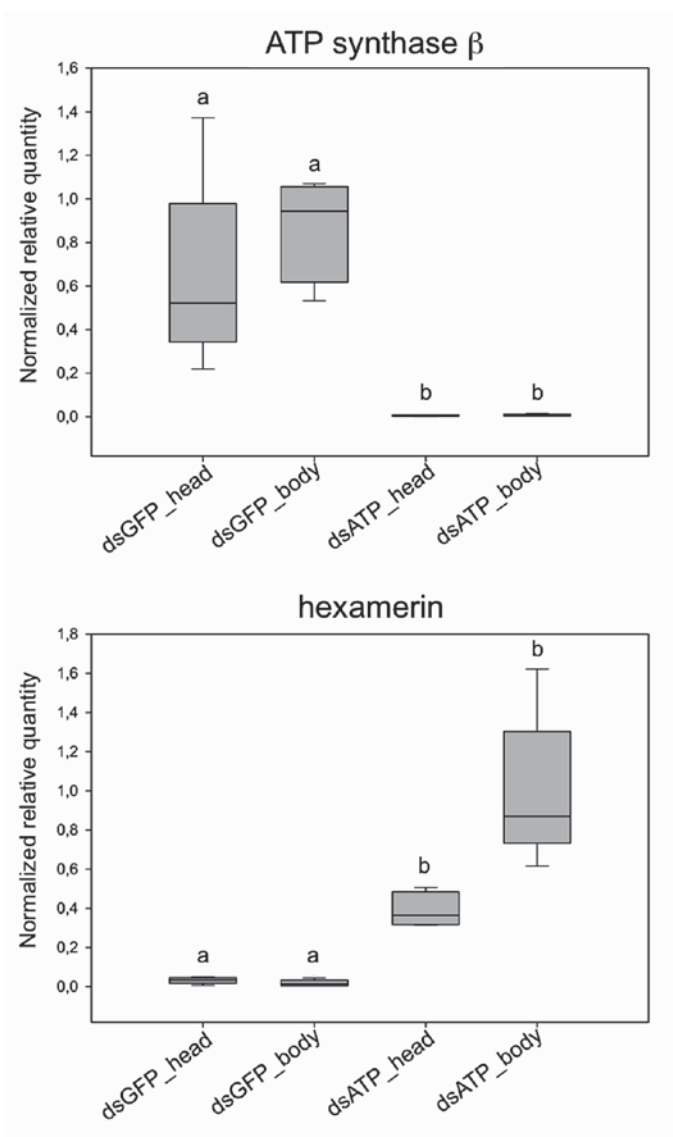 ATP synthase β
Normalized relative quantity
1,6
1,4
1,2
1,0
0,8
0,6
0,4
0,2
0,0
a
a
b
b
dsGFP_head
dsGFP_body
dsATP_head
dsATP_body
hexamerin
Normalized relative quantity
1,8
1,6
1,4
1,2
1,0
0,8
0,6
0,4
0,2
0,0
a
a
b
b
dsGFP_head
dsGFP_body
dsATP_head
dsATP_body